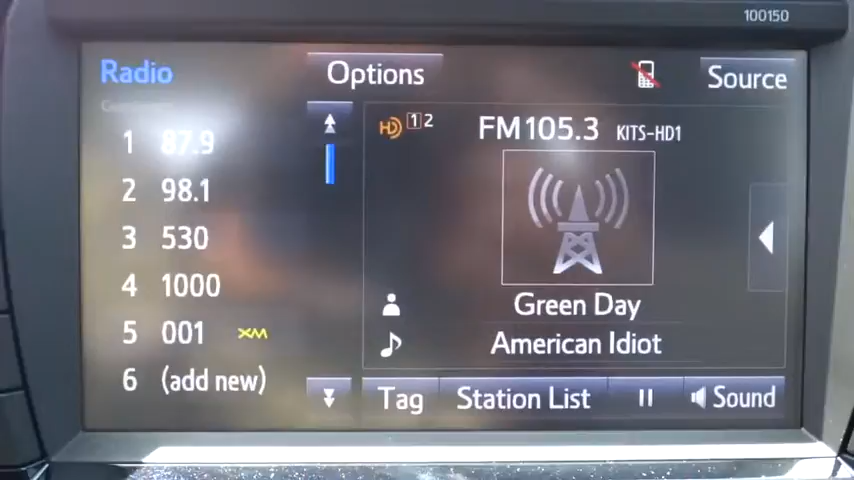 100150
Radio
Options
Source
1 87.9
2 98.1
3 530
4 1000
5 001 XM
6 (add new)
HD 1 2
FM 105.3 KITS-HD1
Green Day
American Idiot
Tag
Station List
Sound